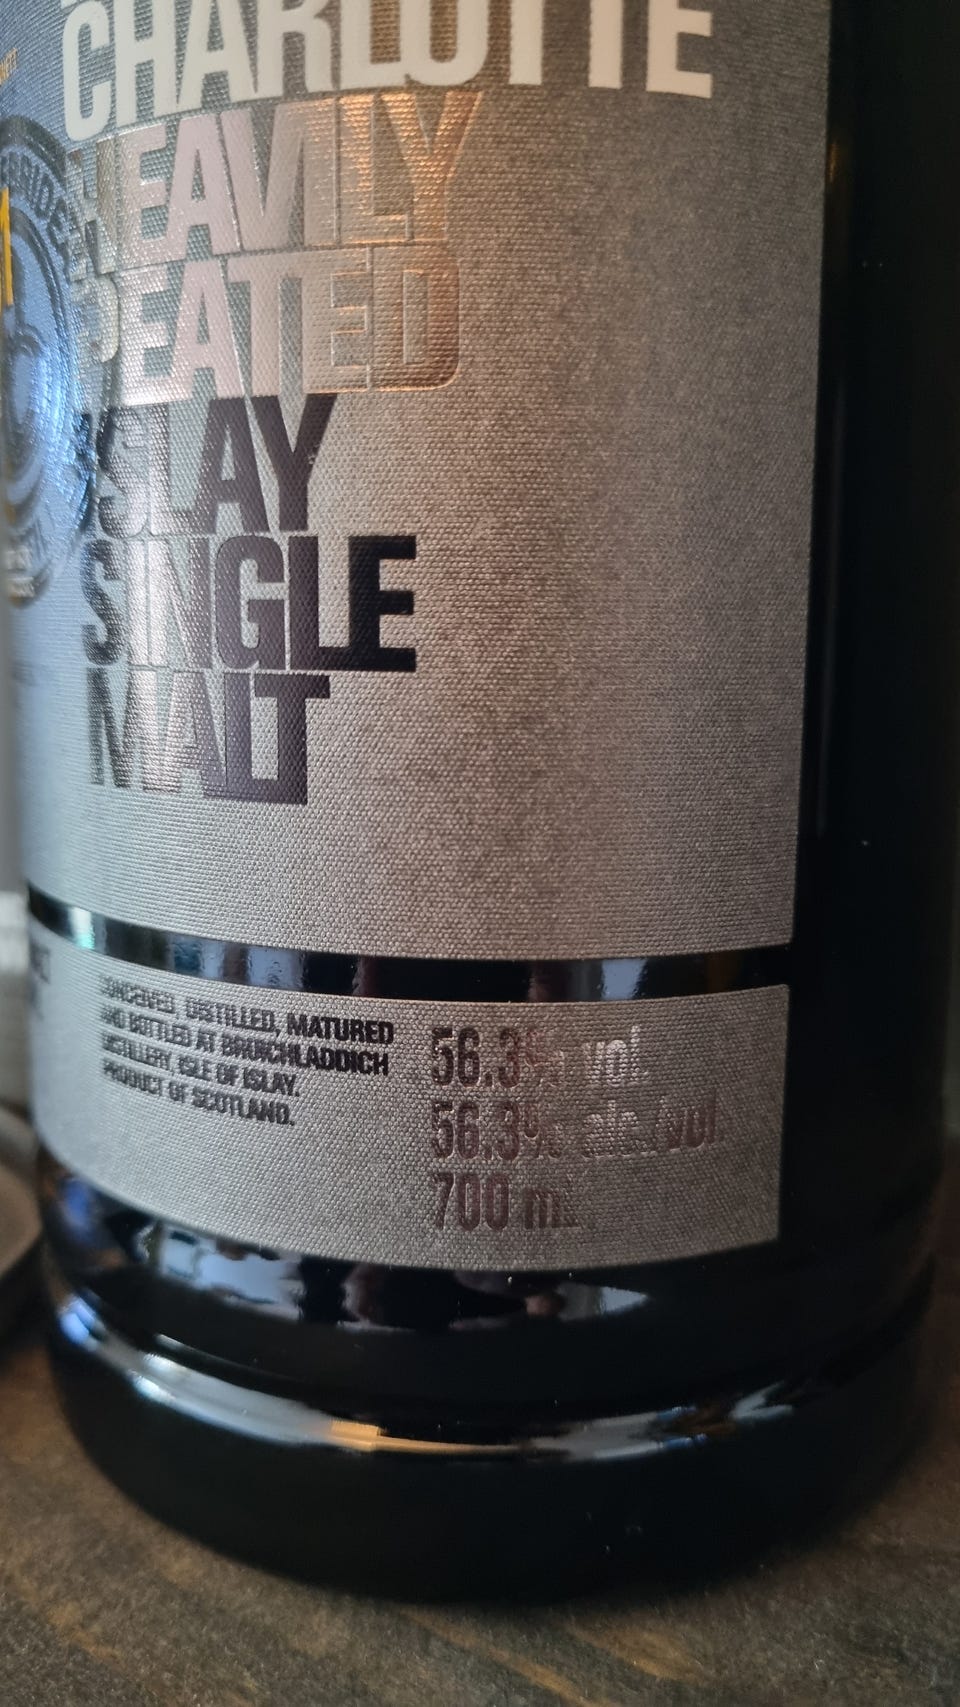 CHARLOTTE
HEAVILY
PEATED
ISLAY
SINGLE
MALT
CONCEIVED, DISTILLED, MATURED
AND BOTTLED AT BRUICHLADDICH
DISTILLERY, ISLE OF ISLAY.
PRODUCT OF SCOTLAND.
56.3% vol.
56.3% alc./vol.
700 mL